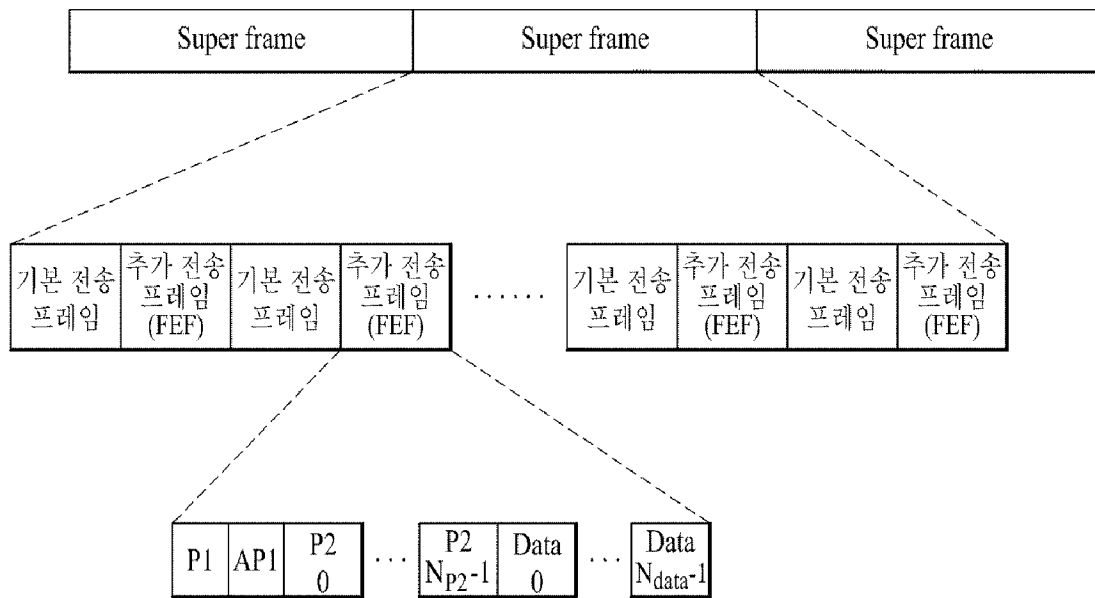 Super frame
Super frame
Super frame
기본 전송
프레임
추가 전송
프레임
(FEF)
기본 전송
프레임
추가 전송
프레임
(FEF)
······
기본 전송
프레임
추가 전송
프레임
(FEF)
기본 전송
프레임
추가 전송
프레임
(FEF)
P1
AP1
P2
0
···
P2
N_P2-1
Data
0
···
Data
N_data-1